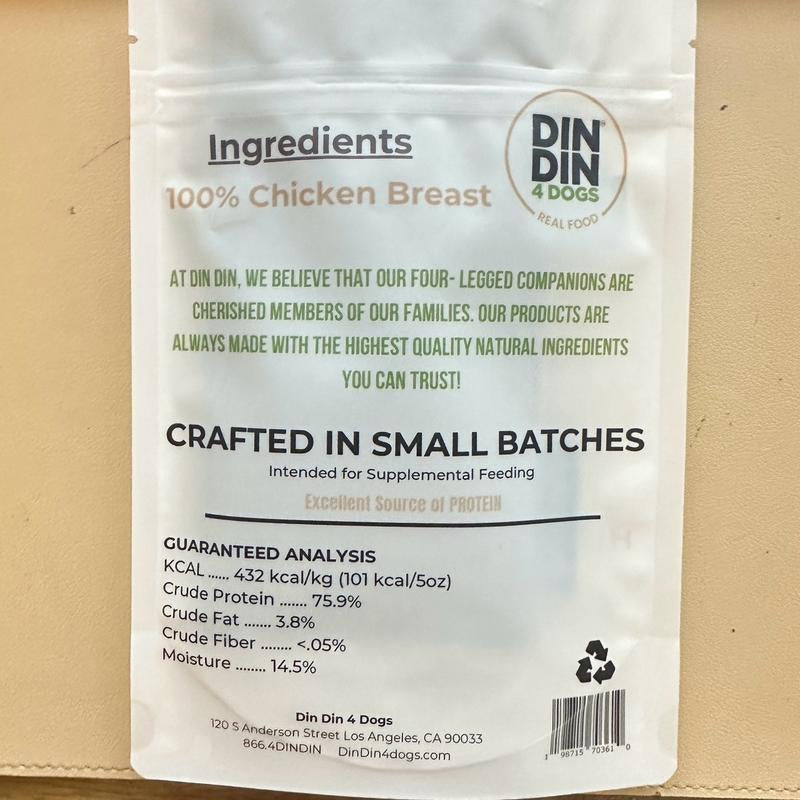 Ingredients
100% Chicken Breast
DIN
DIN
4 DOGS
REAL FOOD
AT DIN DIN, WE BELIEVE THAT OUR FOUR- LEGGED COMPANIONS ARE
CHERISHED MEMBERS OF OUR FAMILIES. OUR PRODUCTS ARE
ALWAYS MADE WITH THE HIGHEST QUALITY NATURAL INGREDIENTS
YOU CAN TRUST!
CRAFTED IN SMALL BATCHES
Intended for Supplemental Feeding
Excellent Source of PROTEIN
GUARANTEED ANALYSIS
KCAL ...... 432 kcal/kg (101 kcal/5oz)
Crude Protein ....... 75.9%
Crude Fat ....... 3.8%
Crude Fiber ........ <.05%
Moisture ........ 14.5%
Din Din 4 Dogs
120 S Anderson Street Los Angeles, CA 90033
866.4DINDIN DinDin4dogs.com
1 98715 70361 0